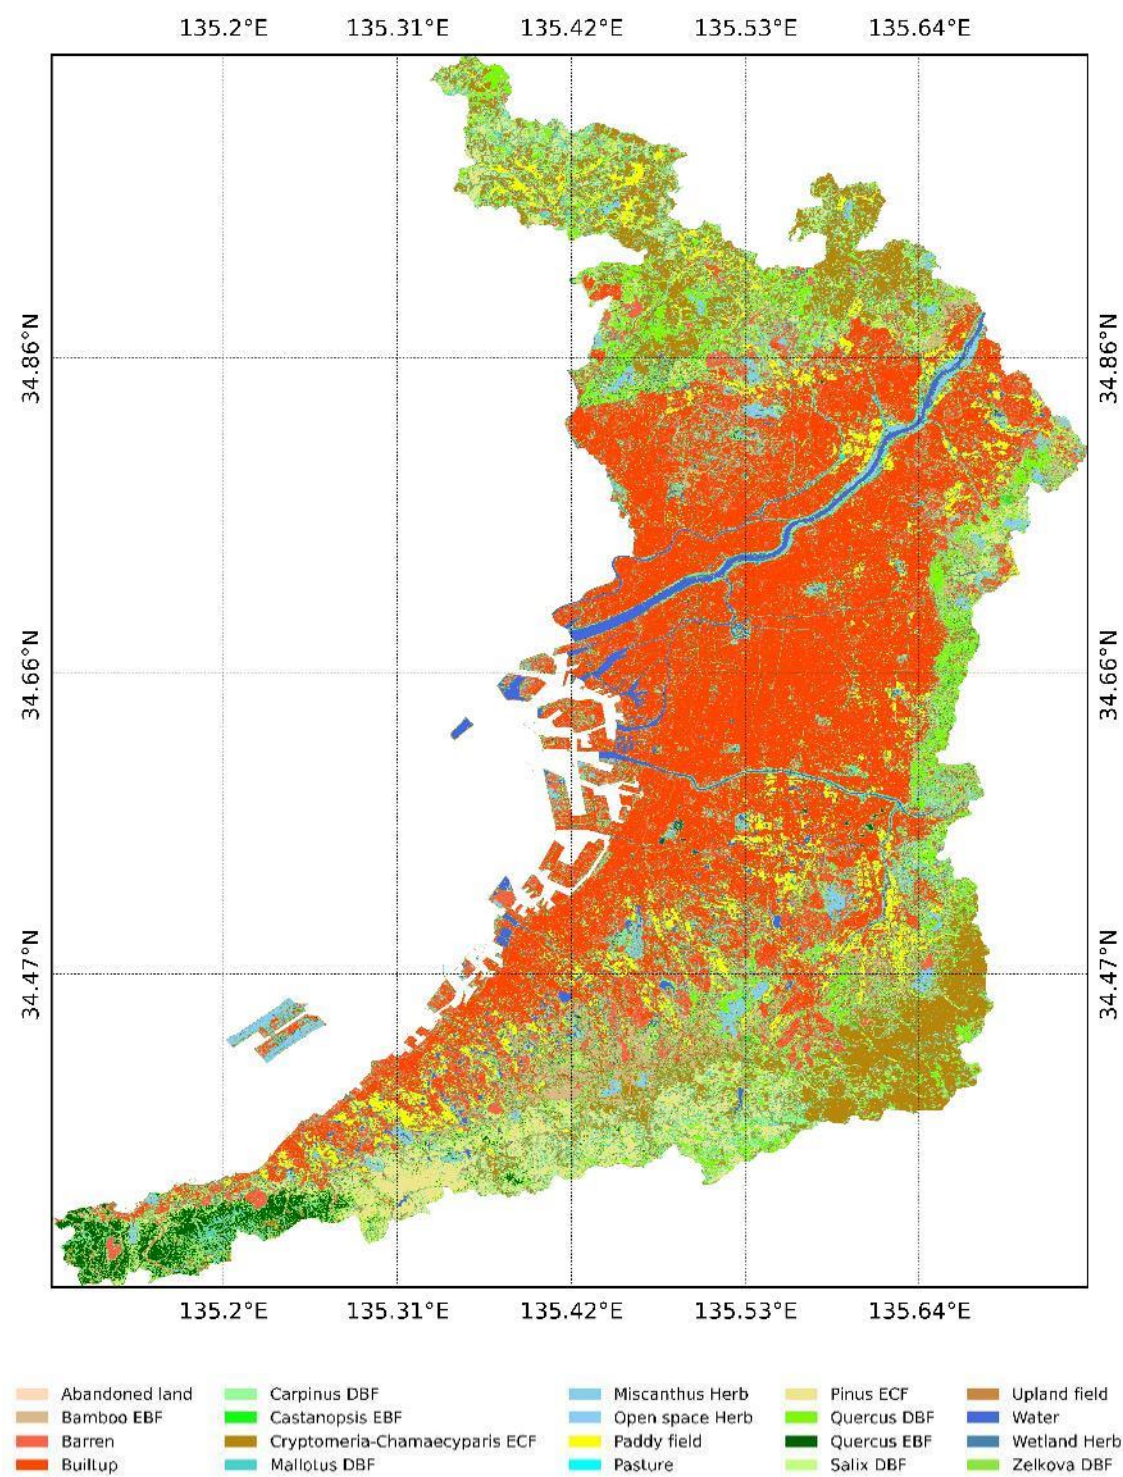 135.2°E 135.31°E 135.42°E 135.53°E 135.64°E
34.86°N 34.86°N
34.66°N 34.66°N
34.47°N 34.47°N
135.2°E 135.31°E 135.42°E 135.53°E 135.64°E
Abandoned land
Bamboo EBF
Barren
Builtup
Carpinus DBF
Castanopsis EBF
Cryptomeria-Chamaecyparis ECF
Mallotus DBF
Miscanthus Herb
Open space Herb
Paddy field
Pasture
Pinus ECF
Quercus DBF
Quercus EBF
Salix DBF
Upland field
Water
Wetland Herb
Zelkova DBF